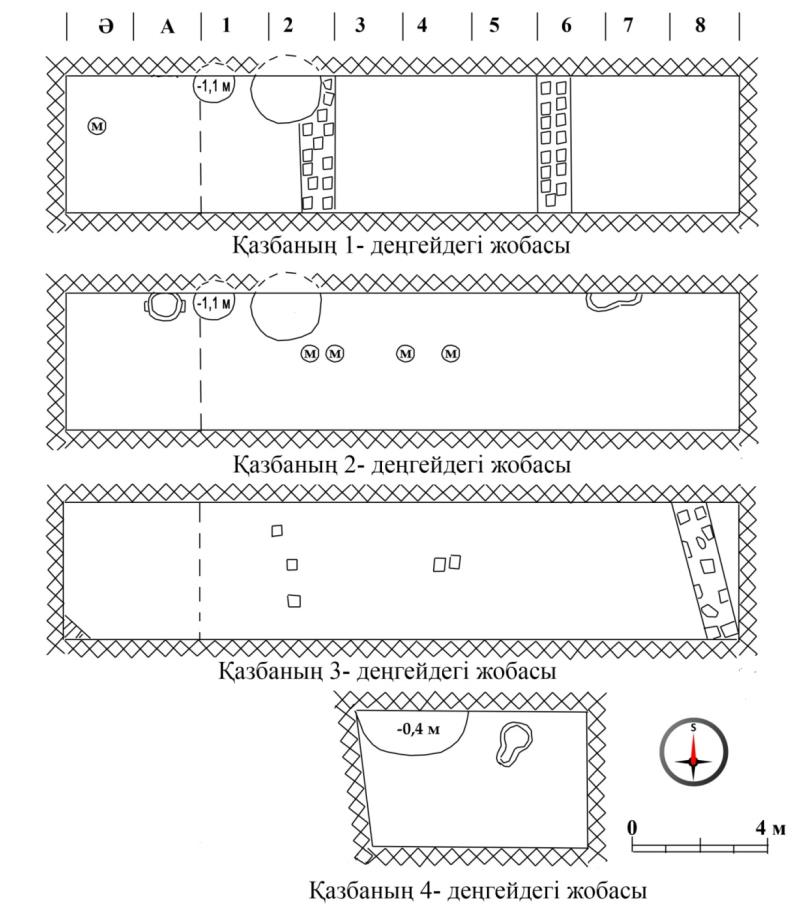 | Ә | А | 1 | 2 | 3 | 4 | 5 | 6 | 7 | 8 |
-1,1 м
м
Қазбаның 1- деңгейдегі жобасы
-1,1 м
м м м м
Қазбаның 2- деңгейдегі жобасы
Қазбаның 3- деңгейдегі жобасы
-0,4 м
S
0 4 м
Қазбаның 4- деңгейдегі жобасы